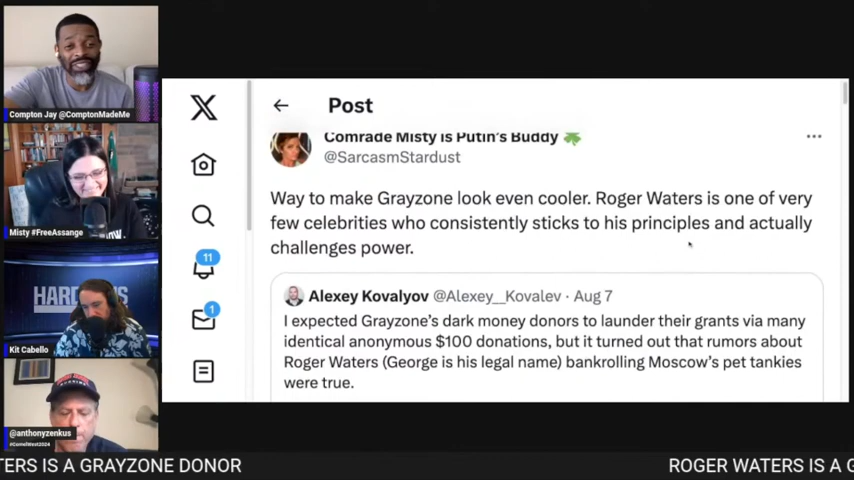 Compton Jay @ComptonMadeMe
Misty #FreeAssange
HARD
Kit Cabello
@anthonyzenkus
#CornelWest2024
Post
Comrade Misty is Putin's Buddy
@SarcasmStardust
Way to make Grayzone look even cooler. Roger Waters is one of very
few celebrities who consistently sticks to his principles and actually
challenges power.
Alexey Kovalyov @Alexey__Kovalev · Aug 7
I expected Grayzone's dark money donors to launder their grants via many
identical anonymous $100 donations, but it turned out that rumors about
Roger Waters (George is his legal name) bankrolling Moscow's pet tankies
were true.
11
1
TERS IS A GRAYZONE DONOR
ROGER WATERS IS A G